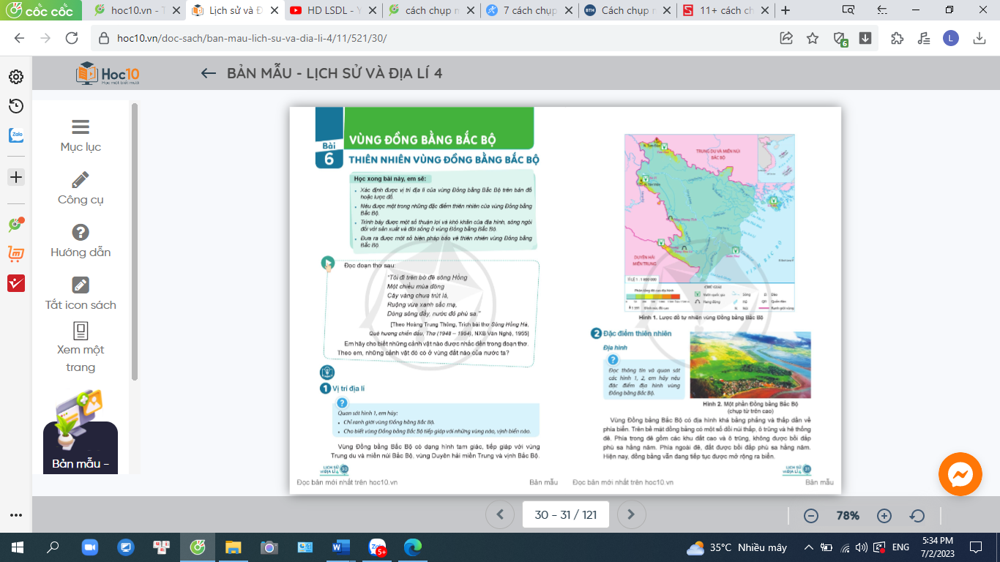 cốc cốc
hoc10.vn - T
Lịch sử và Đ
HD LSDL - Y
cách chụp m
7 cách chụp
Cách chụp m
11+ cách ch
hoc10.vn/doc-sach/ban-mau-lich-su-va-dia-li-4/11/521/30/
6
L
Hoc10
Học một biết mười
BẢN MẪU - LỊCH SỬ VÀ ĐỊA LÍ 4
Zalo
Mục lục
Công cụ
Hướng dẫn
Tắt icon sách
Xem một
trang
Bản mẫu -
Bài
6
VÙNG ĐỒNG BẰNG BẮC BỘ
THIÊN NHIÊN VÙNG ĐỒNG BẰNG BẮC BỘ
Học xong bài này, em sẽ:
• Xác định được vị trí địa lí của vùng Đồng bằng Bắc Bộ trên bản đồ
hoặc lược đồ.
• Nêu được một trong những đặc điểm thiên nhiên của vùng Đồng bằng
Bắc Bộ.
• Trình bày được một số thuận lợi và khó khăn của địa hình, sông ngòi
đối với sản xuất và đời sống ở vùng Đồng bằng Bắc Bộ.
• Đưa ra được một số biện pháp bảo vệ thiên nhiên vùng Đồng bằng
Bắc Bộ.
Đọc đoạn thơ sau:
"Tôi đi trên bờ đê sông Hồng
Một chiều mùa đông
Cây vàng chưa trút lá,
Ruộng vừa xanh sắc mạ,
Dòng sông đầy, nước đỏ phù sa."
[Theo Hoàng Trung Thông, Trích bài thơ Sông Hồng Hà,
Quê hương chiến đấu, Thơ (1948 – 1954), NXB Văn Nghệ, 1955]
Em hãy cho biết những cảnh vật nào được nhắc đến trong đoạn thơ.
Theo em, những cảnh vật đó có ở vùng đất nào của nước ta?
1 Vị trí địa lí
?
Quan sát hình 1, em hãy:
• Chỉ ranh giới vùng Đồng bằng Bắc Bộ.
• Cho biết vùng Đồng bằng Bắc Bộ tiếp giáp với những vùng nào, vịnh biển nào.
Vùng Đồng bằng Bắc Bộ có dạng hình tam giác, tiếp giáp với vùng
Trung du và miền núi Bắc Bộ, vùng Duyên hải miền Trung và vịnh Bắc Bộ.
LỊCH SỬ
VÀ ĐỊA LÍ 4
30
Đọc bản mới nhất trên hoc10.vn
Bản mẫu
TRUNG DU VÀ MIỀN NÚI
BẮC BỘ
DUYÊN HẢI
MIỀN TRUNG
TỈ LỆ 1 : 1 800 000
CHÚ GIẢI
Phân tầng độ cao địa hình
Vườn quốc gia
Sông
Đảo
Hang động
Hồ
Quần đảo
Núi
Ranh giới vùng
Hình 1. Lược đồ tự nhiên vùng Đồng bằng Bắc Bộ
2 Đặc điểm thiên nhiên
Địa hình
?
Đọc thông tin và quan sát
các hình 1, 2, em hãy nêu
đặc điểm địa hình vùng
Đồng bằng Bắc Bộ.
Hình 2. Một phần Đồng bằng Bắc Bộ
(chụp từ trên cao)
Vùng Đồng bằng Bắc Bộ có địa hình khá bằng phẳng và thấp dần về
phía biển. Trên bề mặt đồng bằng có một số đồi núi thấp, ô trũng và hệ thống
đê. Phía trong đê gồm các khu đất cao và ô trũng, không được bồi đắp
phù sa hằng năm. Phía ngoài đê, đất được bồi đắp phù sa hằng năm.
Hiện nay, đồng bằng vẫn đang tiếp tục được mở rộng ra biển.
LỊCH SỬ
VÀ ĐỊA LÍ 4
31
Đọc bản mới nhất trên hoc10.vn
Bản mẫu
30 – 31 / 121
78%
35°C Nhiều mây
ENG
5:34 PM
7/2/2023
Zalo
5+